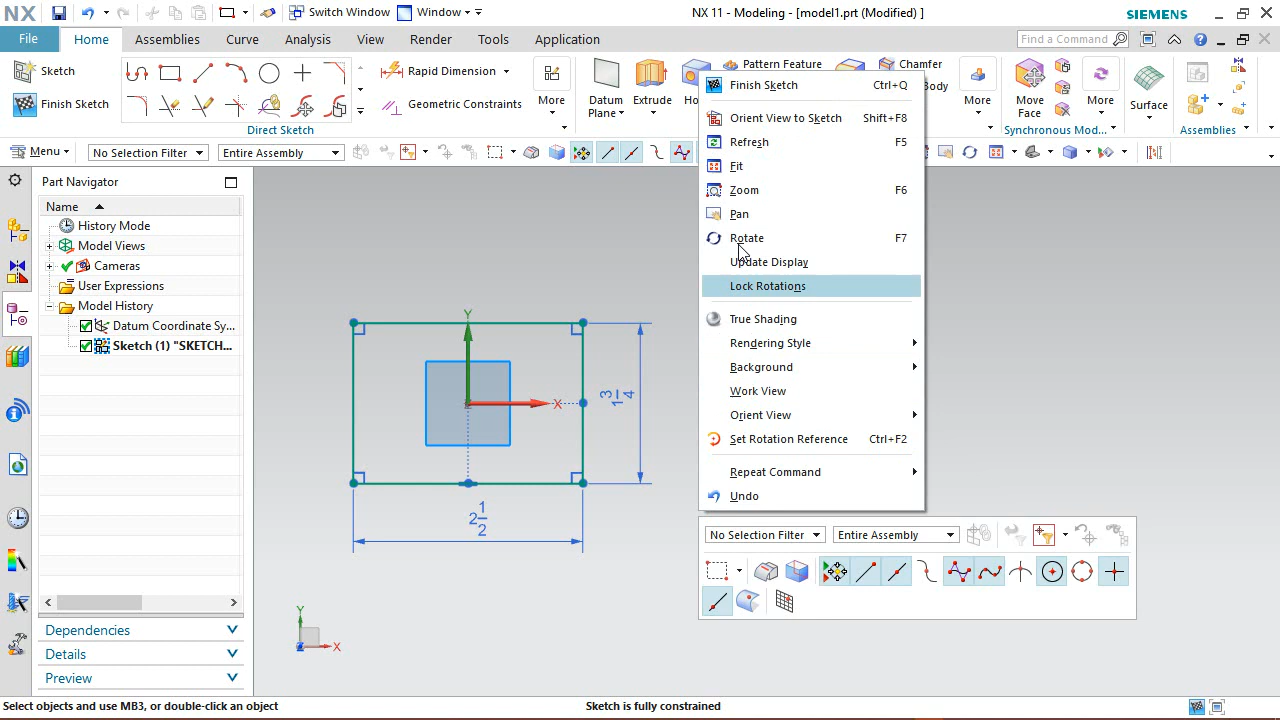 Switch Window
Window
NX 11 - Modeling - [model1.prt (Modified) ]
SIEMENS
File
Home
Assemblies
Curve
Analysis
View
Render
Tools
Application
Find a Command
Sketch
Finish Sketch
Direct Sketch
Rapid Dimension
Geometric Constraints
More
Datum
Plane
Extrude
Pattern Feature
Chamfer
More
Move
Face
More
Surface
Synchronous Mod...
Assemblies
Menu
No Selection Filter
Entire Assembly
Part Navigator
Name
History Mode
Model Views
Cameras
User Expressions
Model History
Datum Coordinate Sy...
Sketch (1) "SKETCH...
Dependencies
Details
Preview
Y
X
Z
1 3/4
2 1/2
Y
X
Z
Finish Sketch Ctrl+Q
Orient View to Sketch Shift+F8
Refresh F5
Fit
Zoom F6
Pan
Rotate F7
Update Display
Lock Rotations
True Shading
Rendering Style
Background
Work View
Orient View
Set Rotation Reference Ctrl+F2
Repeat Command
Undo
No Selection Filter
Entire Assembly
Select objects and use MB3, or double-click an object
Sketch is fully constrained